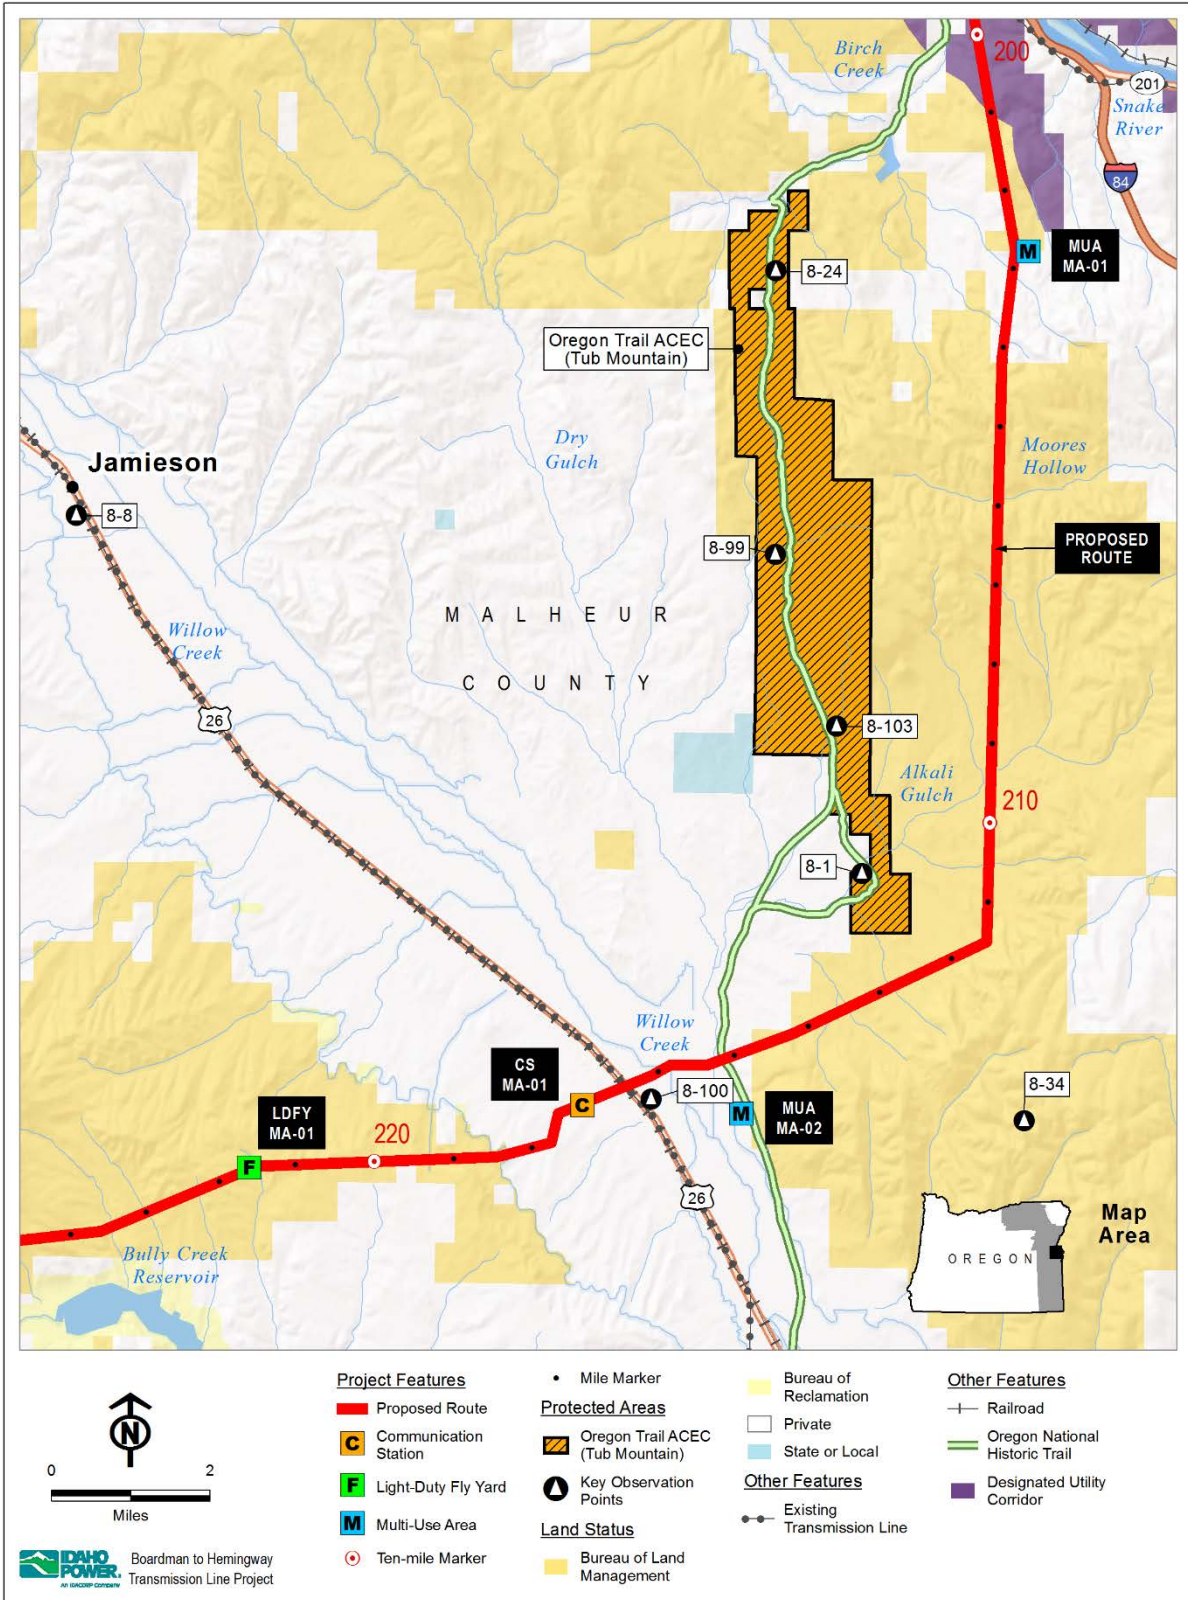 Birch
Creek
200
201
Snake
River
84
M
MUA
MA-01
8-24
Oregon Trail ACEC
(Tub Mountain)
Jamieson
Dry
Gulch
Moores
Hollow
8-8
8-99
PROPOSED
ROUTE
MALHEUR
COUNTY
Willow
Creek
26
8-103
Alkali
Gulch
210
8-1
Willow
Creek
CS
MA-01
C
8-100
M
MUA
MA-02
8-34
LDFY
MA-01
F
220
26
Bully Creek
Reservoir
OREGON
Map
Area
N
0 2
Miles
IDAHO
POWER.
An IDACORP Company
Boardman to Hemingway
Transmission Line Project
Project Features
Proposed Route
C Communication
Station
F Light-Duty Fly Yard
M Multi-Use Area
Ten-mile Marker
Mile Marker
Protected Areas
Oregon Trail ACEC
(Tub Mountain)
Key Observation
Points
Land Status
Bureau of Land
Management
Bureau of
Reclamation
Private
State or Local
Other Features
Existing
Transmission Line
Other Features
Railroad
Oregon National
Historic Trail
Designated Utility
Corridor